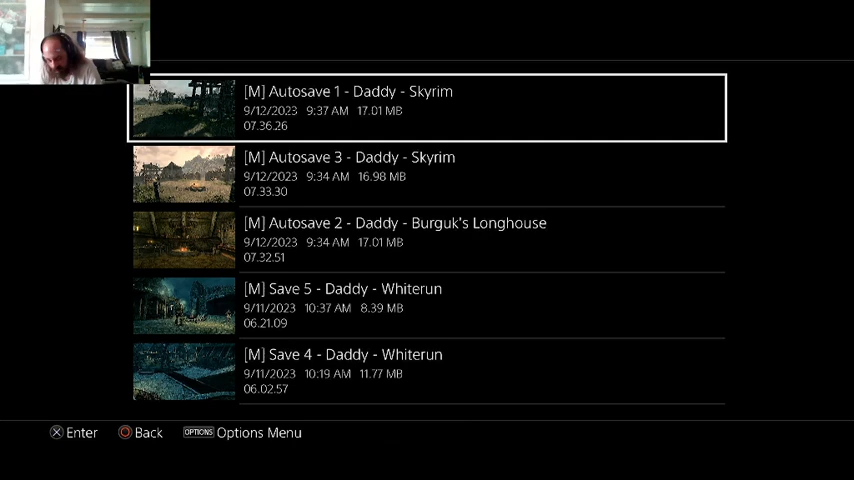 [M] Autosave 1 - Daddy - Skyrim
9/12/2023 9:37 AM 17.01 MB
07.36.26
[M] Autosave 3 - Daddy - Skyrim
9/12/2023 9:34 AM 16.98 MB
07.33.30
[M] Autosave 2 - Daddy - Burguk's Longhouse
9/12/2023 9:34 AM 17.01 MB
07.32.51
[M] Save 5 - Daddy - Whiterun
9/11/2023 10:37 AM 8.39 MB
06.21.09
[M] Save 4 - Daddy - Whiterun
9/11/2023 10:19 AM 11.77 MB
06.02.57
Enter Back OPTIONS Options Menu